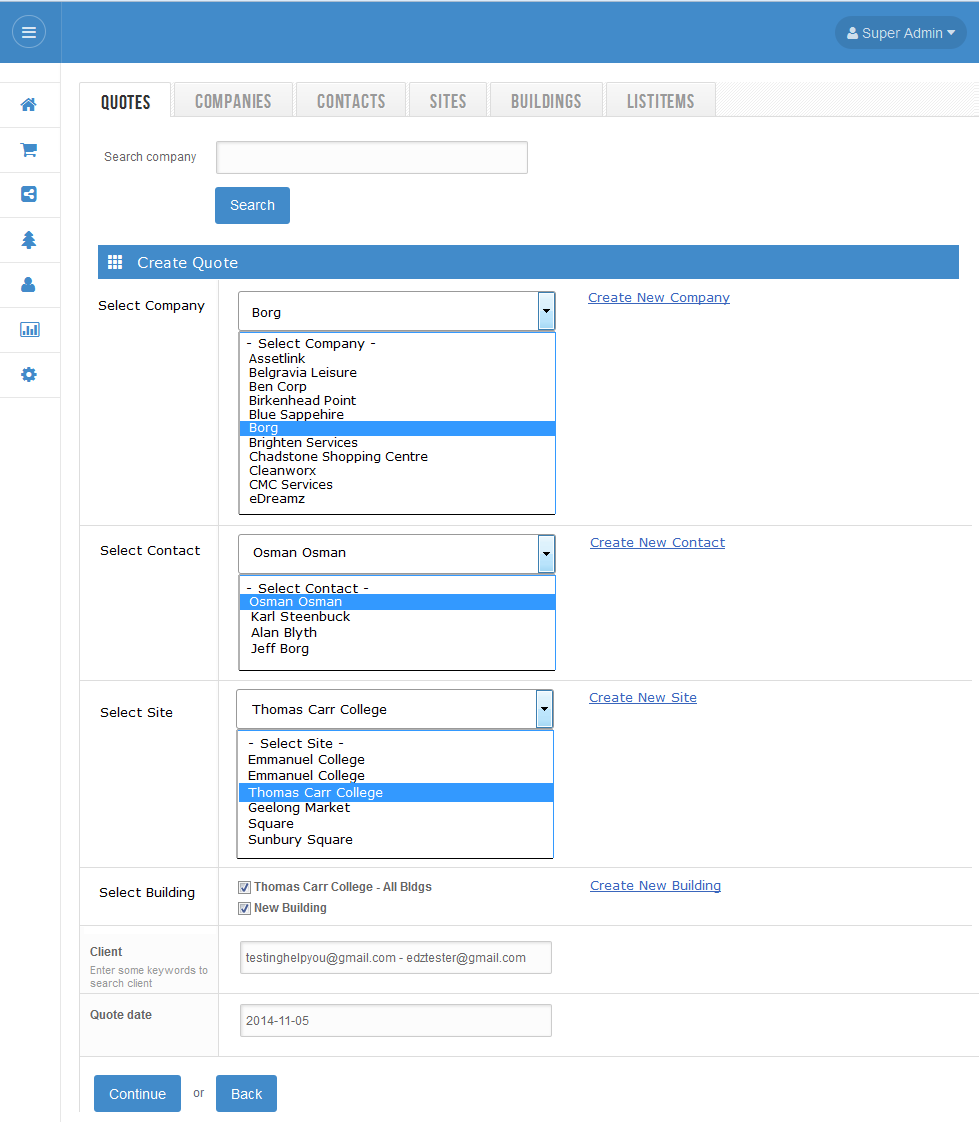 Super Admin
QUOTES COMPANIES CONTACTS SITES BUILDINGS LISTITEMS
Search company
Search
Create Quote
Select Company
Borg
Create New Company
- Select Company -
Assetlink
Belgravia Leisure
Ben Corp
Birkenhead Point
Blue Sappehire
Borg
Brighten Services
Chadstone Shopping Centre
Cleanworx
CMC Services
eDreamz
Select Contact
Osman Osman
Create New Contact
- Select Contact -
Osman Osman
Karl Steenbuck
Alan Blyth
Jeff Borg
Select Site
Thomas Carr College
Create New Site
- Select Site -
Emmanuel College
Emmanuel College
Thomas Carr College
Geelong Market
Square
Sunbury Square
Select Building
Thomas Carr College - All Bldgs
Create New Building
New Building
Client
Enter some keywords to
search client
testinghelpyou@gmail.com - edztester@gmail.com
Quote date
2014-11-05
Continue or Back